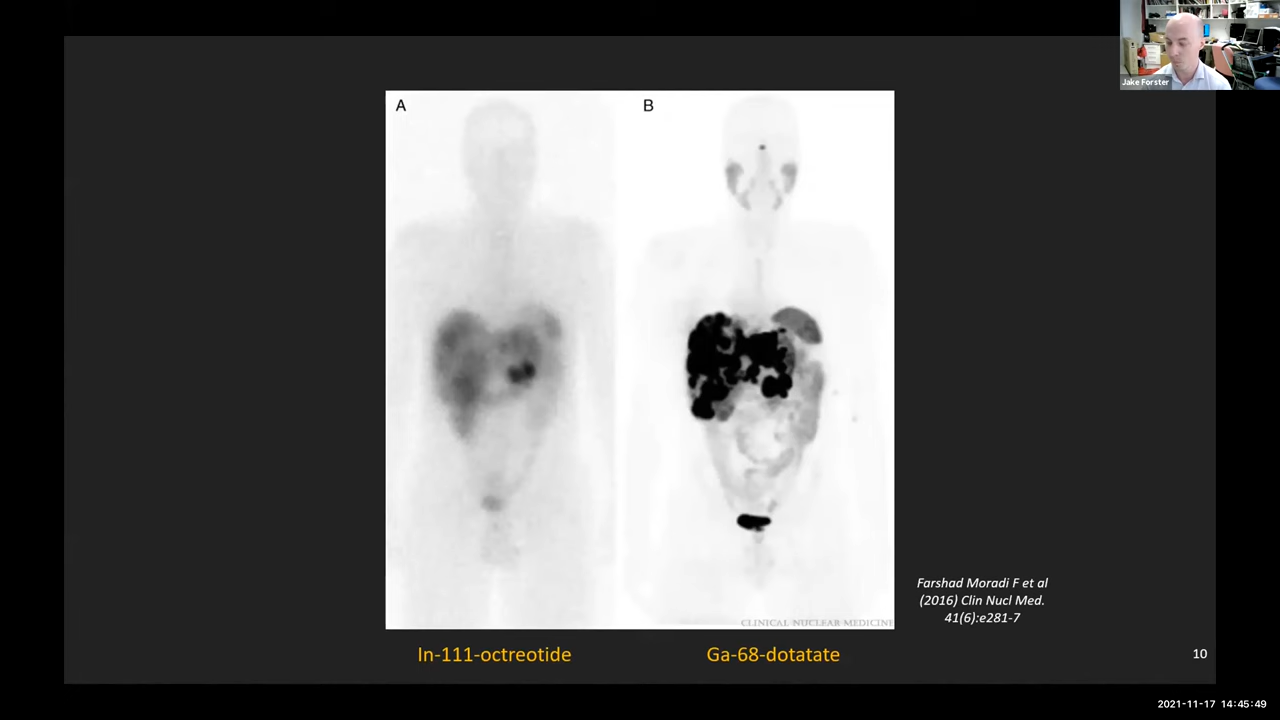 Jake Forster
A
B
CLINICAL NUCLEAR MEDICINE
Farshad Moradi F et al
(2016) Clin Nucl Med.
41(6):e281-7
In-111-octreotide
Ga-68-dotatate
10
2021-11-17 14:45:49